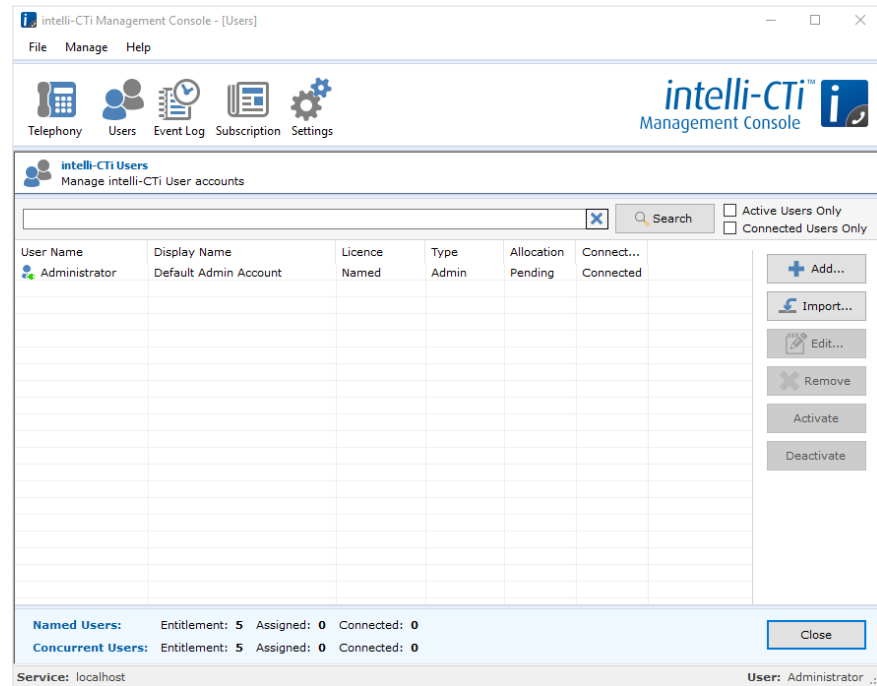 intelli-CTi Management Console - [Users]
File Manage Help
Telephony Users Event Log Subscription Settings
intelli-CTi™
Management Console
intelli-CTi Users
Manage intelli-CTi User accounts
Search
Active Users Only
Connected Users Only
User Name Display Name Licence Type Allocation Connect...
Administrator Default Admin Account Named Admin Pending Connected
Add...
Import...
Edit...
Remove
Activate
Deactivate
Named Users: Entitlement: 5 Assigned: 0 Connected: 0
Concurrent Users: Entitlement: 5 Assigned: 0 Connected: 0
Close
Service: localhost User: Administrator